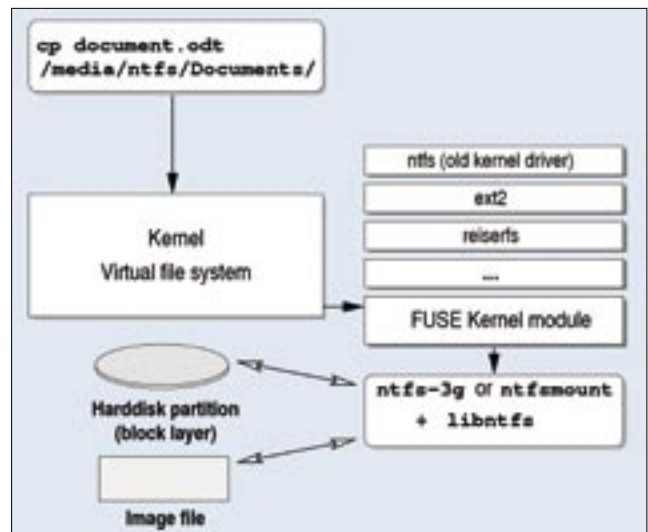 cp document.odt
/media/ntfs/Documents/
ntfs (old kernel driver)
ext2
reiserfs
....
Kernel
Virtual file system
FUSE Kernel module
Harddisk partition
(block layer)
ntfs-3g or ntfsmount
+ libntfs
Image file